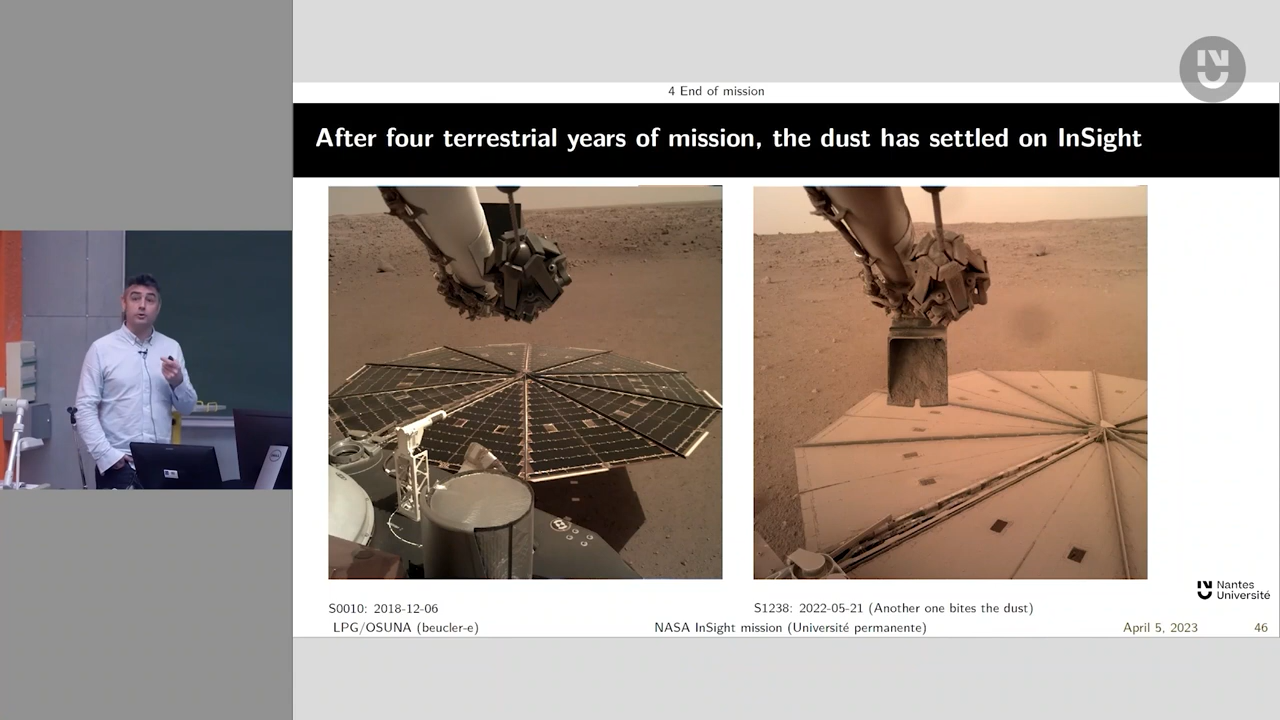 4 End of mission
After four terrestrial years of mission, the dust has settled on InSight
S0010: 2018-12-06
S1238: 2022-05-21 (Another one bites the dust)
Nantes
Université
LPG/OSUNA (beucler-e)
NASA InSight mission (Université permanente)
April 5, 2023
46